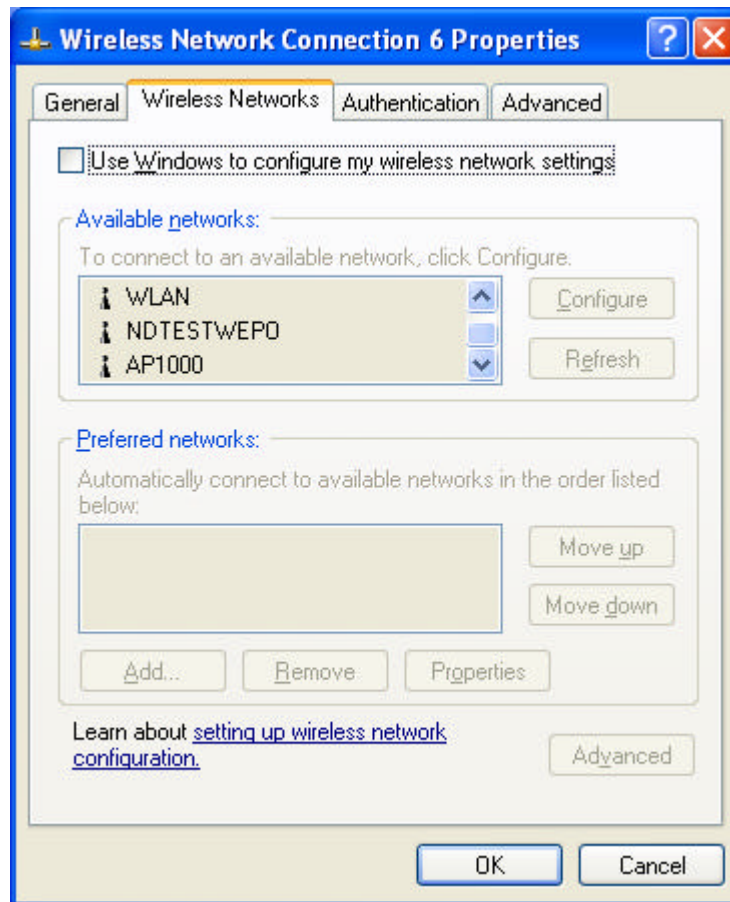 Wireless Network Connection 6 Properties
General Wireless Networks Authentication Advanced
Use Windows to configure my wireless network settings
Available networks:
To connect to an available network, click Configure.
WLAN
Configure
NDTESTWEP0
AP1000
Refresh
Preferred networks:
Automatically connect to available networks in the order listed
below:
Move up
Move down
Add... Remove Properties
Learn about setting up wireless network
configuration.
Advanced
OK Cancel